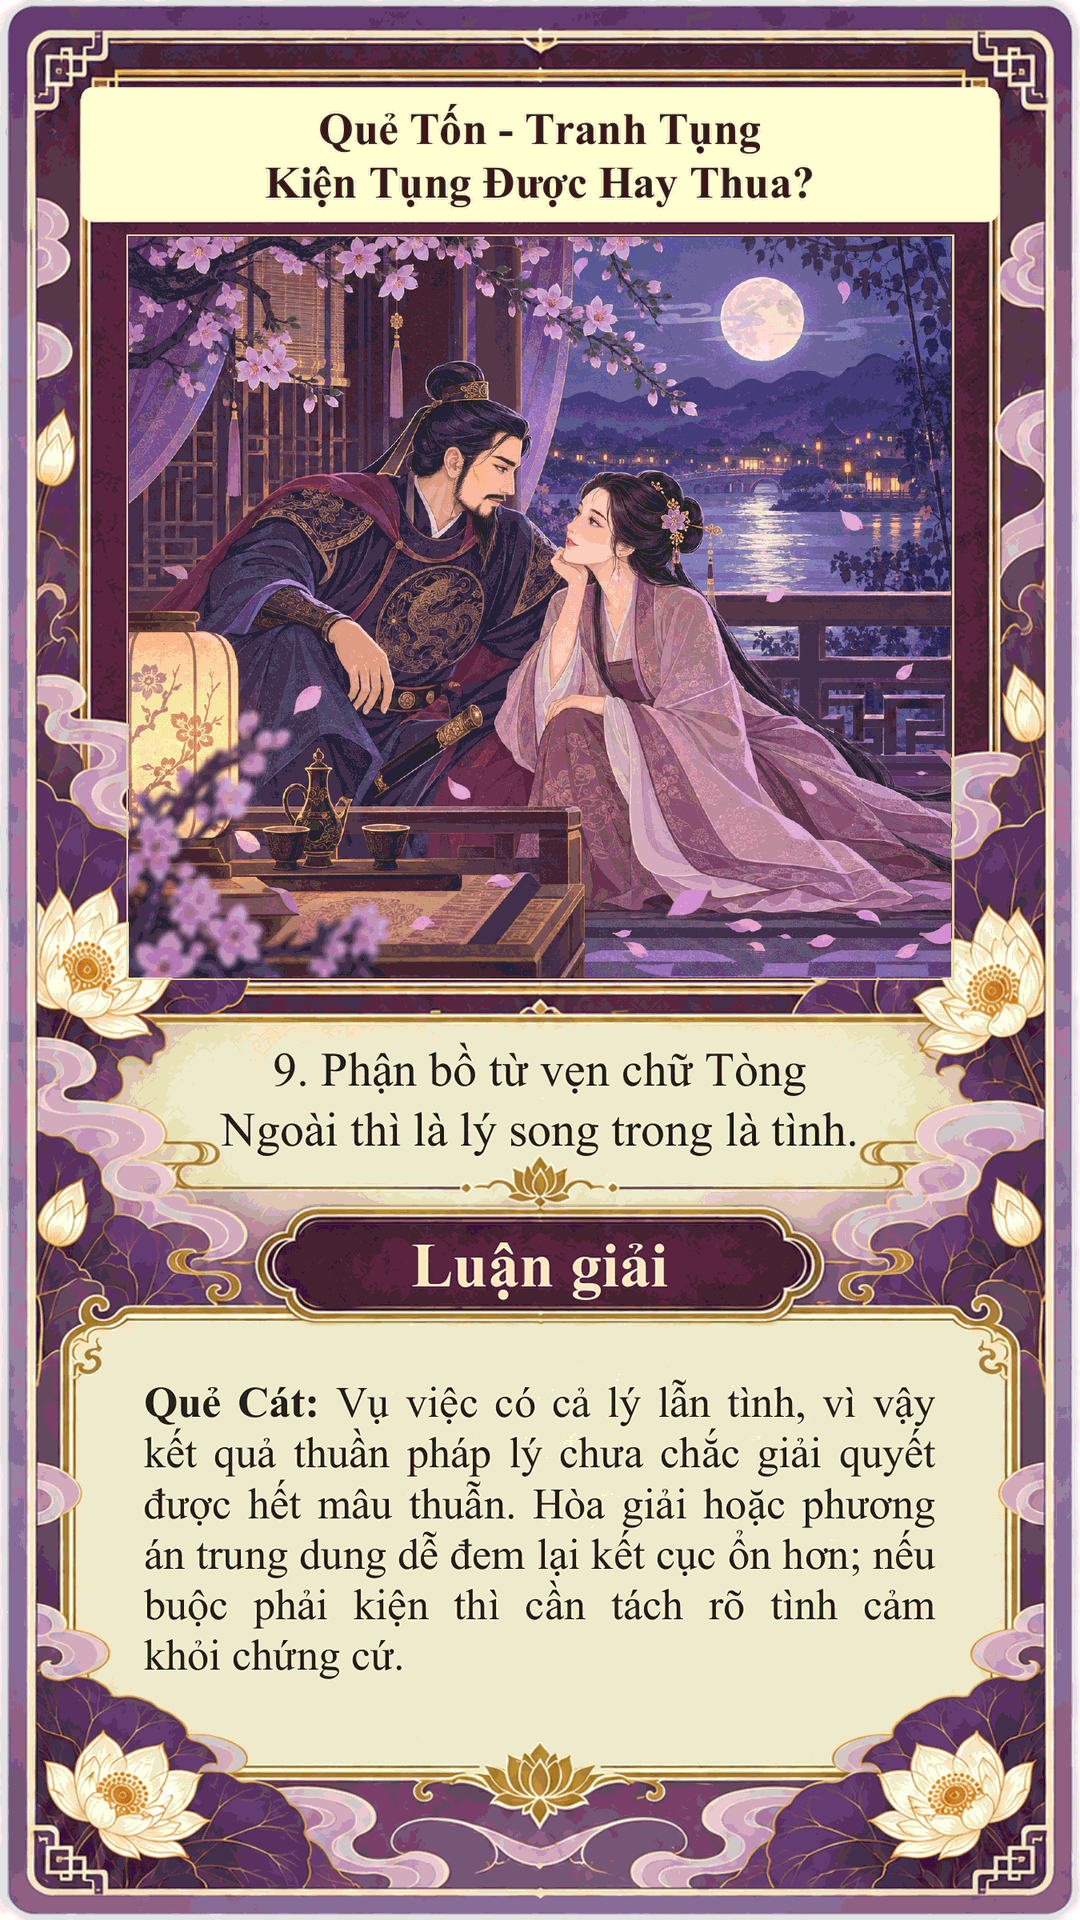 Quẻ Tốn - Tranh Tụng
Kiện Tụng Được Hay Thua?
9. Phận bồ từ vẹn chữ Tòng
Ngoài thì là lý song trong là tình.
Luận giải
Quẻ Cát: Vụ việc có cả lý lẫn tình, vì vậy
kết quả thuần pháp lý chưa chắc giải quyết
được hết mâu thuẫn. Hòa giải hoặc phương
án trung dung dễ đem lại kết cục ổn hơn; nếu
buộc phải kiện thì cần tách rõ tình cảm
khỏi chứng cứ.